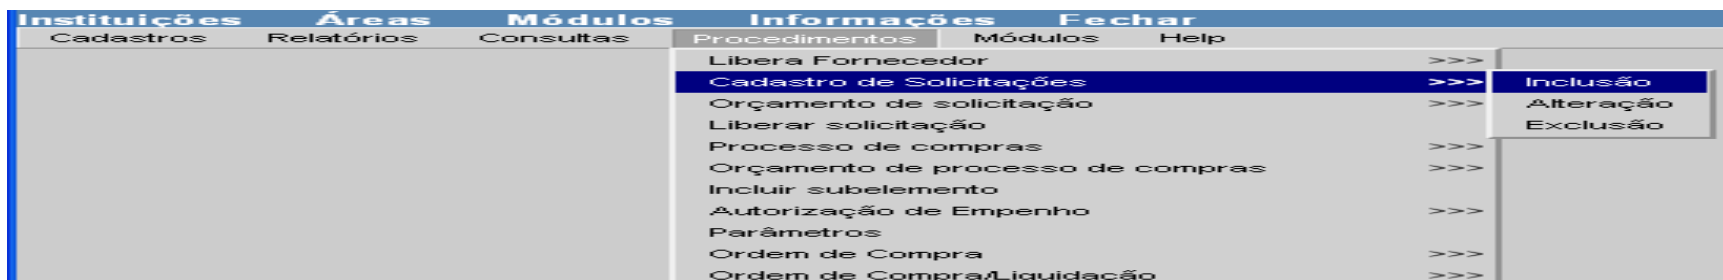 Instituições Áreas Módulos Informações Fechar
Cadastros Relatórios Consultas Procedimentos Módulos Help
Libera Fornecedor >>>
Cadastro de Solicitações >>> Inclusão
Orçamento de solicitação >>> Alteração
Liberar solicitação Exclusão
Processo de compras >>>
Orçamento de processo de compras >>>
Incluir subelemento
Autorização de Empenho >>>
Parâmetros
Ordem de Compra >>>
Ordem de Compra/Liquidação >>>